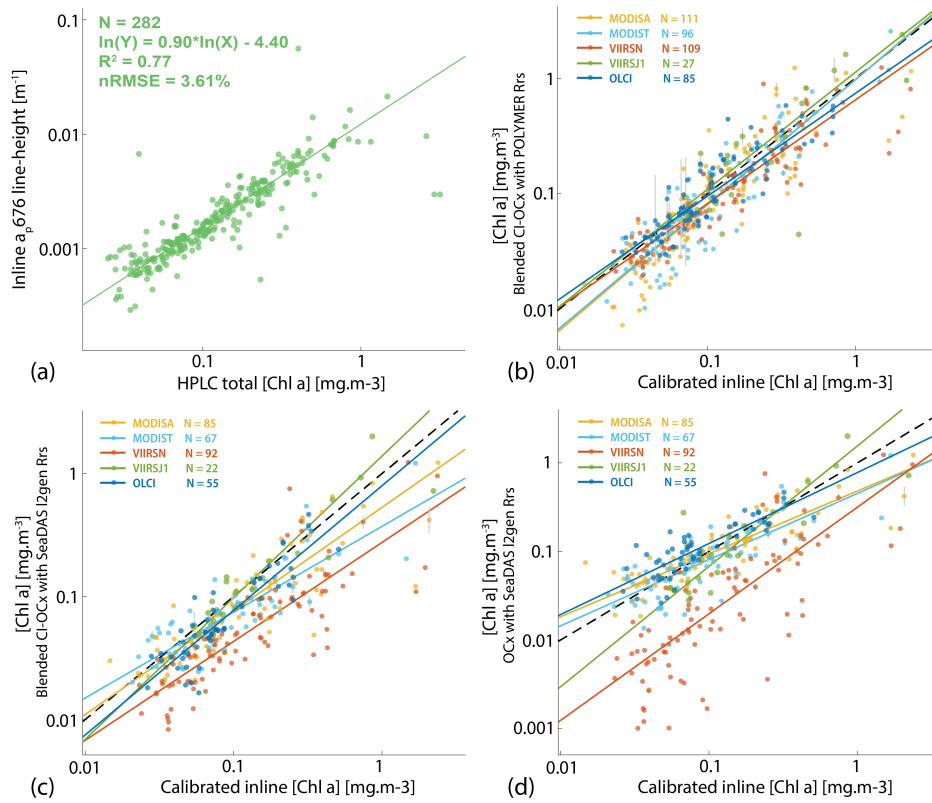 N = 282
ln(Y) = 0.90*ln(X) - 4.40
R² = 0.77
nRMSE = 3.61%
0.1
0.01
0.001
Inline aₚ676 line-height [m⁻¹]
0.1
1
HPLC total [Chl a] [mg.m-3]
(a)
MODISA N = 111
MODIST N = 96
VIIRSN N = 109
VIIRSJ1 N = 27
OLCI N = 85
1
0.1
0.01
[Chl a] [mg.m⁻³]
Blended CI-OCx with POLYMER Rrs
0.01
0.1
1
Calibrated inline [Chl a] [mg.m-3]
(b)
MODISA N = 85
MODIST N = 67
VIIRSN N = 92
VIIRSJ1 N = 22
OLCI N = 55
1
0.1
0.01
[Chl a] [mg.m⁻³]
Blended CI-OCx with SeaDAS l2gen Rrs
0.01
0.1
1
Calibrated inline [Chl a] [mg.m-3]
(c)
MODISA N = 85
MODIST N = 67
VIIRSN N = 92
VIIRSJ1 N = 22
OLCI N = 55
1
0.1
0.01
0.001
[Chl a] [mg.m⁻³]
OCx with SeaDAS l2gen Rrs
0.01
0.1
1
Calibrated inline [Chl a] [mg.m-3]
(d)